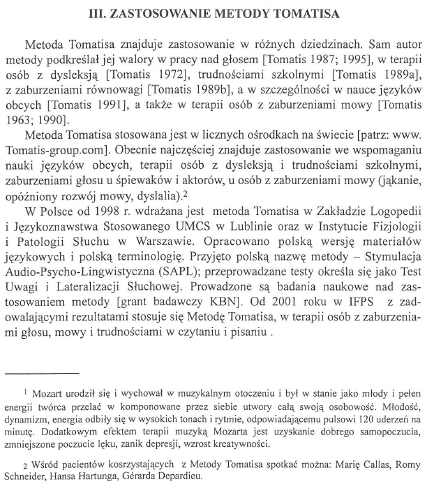 III. ZASTOSOWANIE METODY TOMATISA
Metoda Tomatisa znajduje zastosowanie w różnych dziedzinach. Sam autor
metody podkreślał jej walory w pracy nad głosem [Tomatis 1987; 1995], w terapii
osób z dysleksją [Tomatis 1972], trudnościami szkolnymi [Tomatis 1989a],
z zaburzeniami równowagi [Tomatis 1989b], a w szczególności w nauce języków
obcych [Tomatis 1991], a także w terapii osób z zaburzeniami mowy [Tomatis
1963; 1990].
Metoda Tomatisa stosowana jest w licznych ośrodkach na świecie [patrz: www.
Tomatis-group.com]. Obecnie najczęściej znajduje zastosowanie we wspomaganiu
nauki języków obcych, terapii osób z dysleksją i trudnościami szkolnymi,
zaburzeniami głosu u śpiewaków i aktorów, u osób z zaburzeniami mowy (jąkanie,
opóźniony rozwój mowy, dyslalia).2
W Polsce od 1998 r. wdrażana jest metoda Tomatisa w Zakładzie Logopedii
i Językoznawstwa Stosowanego UMCS w Lublinie oraz w Instytucie Fizjologii
i Patologii Słuchu w Warszawie. Opracowano polską wersję materiałów
językowych i polską terminologię. Przyjęto polską nazwę metody – Stymulacja
Audio-Psycho-Lingwistyczna (SAPL); przeprowadzane testy określa się jako Test
Uwagi i Lateralizacji Słuchowej. Prowadzone są badania naukowe nad zas-
tosowaniem metody [grant badawczy KBN]. Od 2001 roku w IFPS z zad-
owalającymi rezultatami stosuje się Metodę Tomatisa, w terapii osób z zaburzenia-
mi głosu, mowy i trudnościami w czytaniu i pisaniu .
1 Mozart urodził się i wychował w muzykalnym otoczeniu i był w stanie jako młody i pełen
energii twórca przelać w komponowane przez siebie utwory całą swoją osobowość. Młodość,
dynamizm, energia odbiły się w wysokich tonach i rytmie, odpowiadającemu pulsowi 120 uderzeń na
minutę. Dodatkowym efektem terapii muzyką Mozarta jest uzyskanie dobrego samopoczucia,
zmniejszone poczucie lęku, zanik depresji, wzrost kreatywności.
2 Wśród pacjentów koszrzystających z Metody Tomatisa spotkać można: Marię Callas, Romy
Schneider, Hansa Hartunga, Gérarda Depardieu.